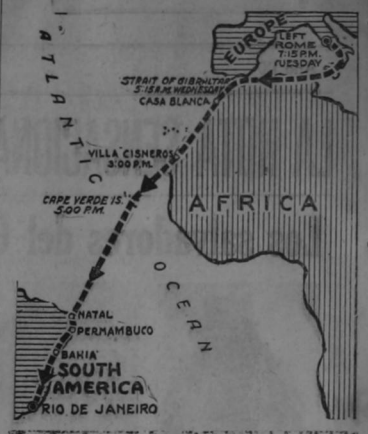 ATLANTIC
EUROPE
LEFT
ROME
7:15 P.M.
TUESDAY
STRAIT OF GIBRALTAR
5:15 A.M. WEDNESDAY
CASA BLANCA
VILLA CISNEROS
3:00 P.M.
CAPE VERDE IS.
5:00 P.M.
AFRICA
OCEAN
NATAL
PERNAMBUCO
BAHIA
SOUTH
AMERICA
RIO DE JANEIRO